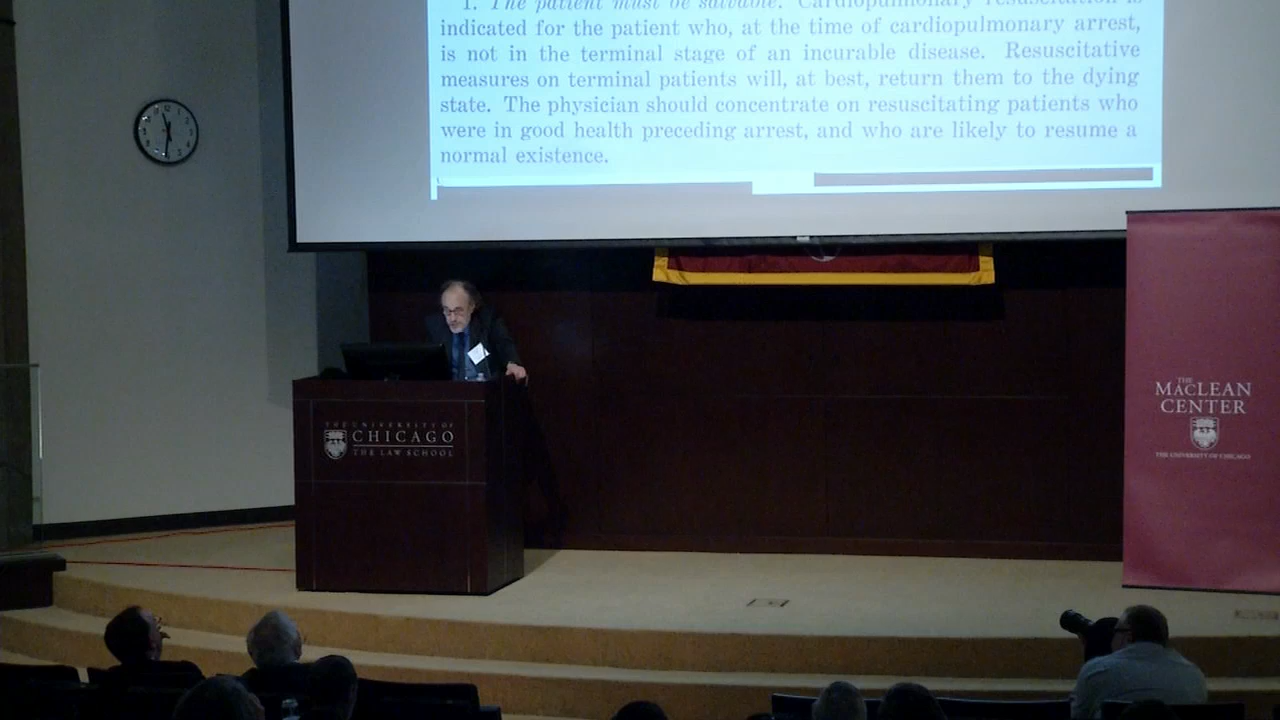 1. The patient must be salvable. Cardiopulmonary resuscitation is
indicated for the patient who, at the time of cardiopulmonary arrest,
is not in the terminal stage of an incurable disease. Resuscitative
measures on terminal patients will, at best, return them to the dying
state. The physician should concentrate on resuscitating patients who
were in good health preceding arrest, and who are likely to resume a
normal existence.
THE UNIVERSITY OF
CHICAGO
THE LAW SCHOOL
THE
MACLEAN
CENTER
THE UNIVERSITY OF CHICAGO